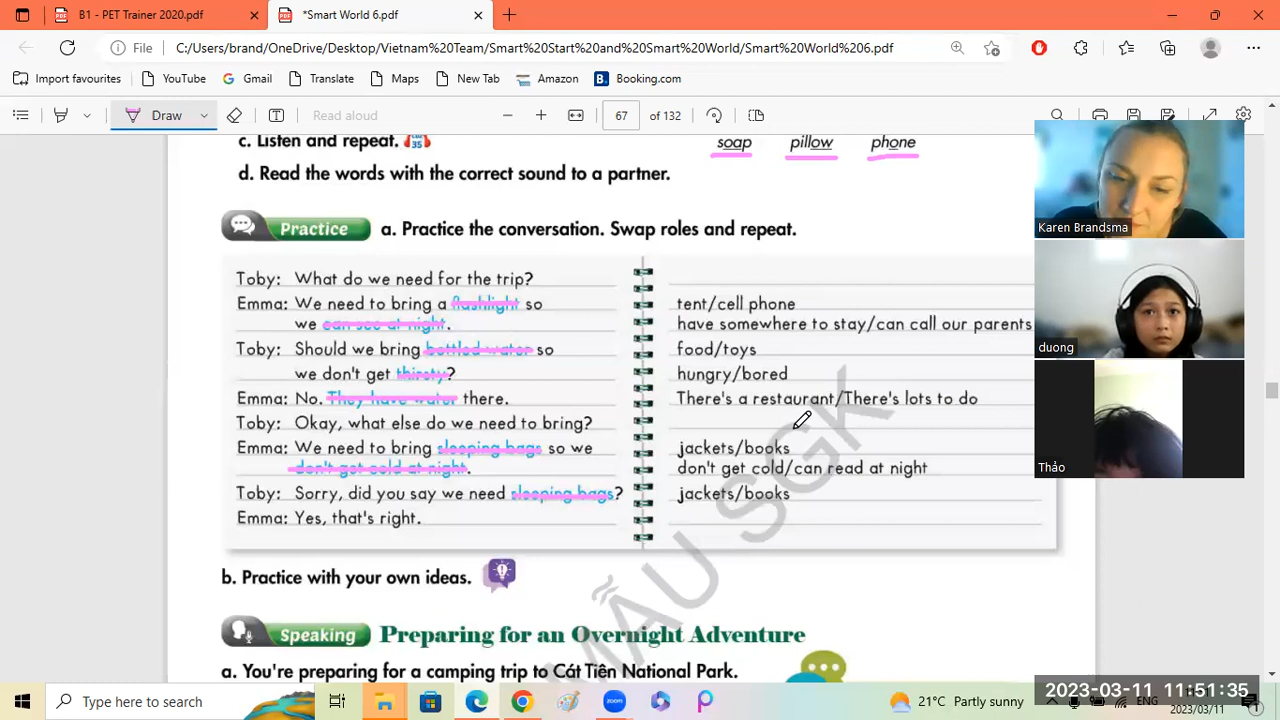 B1 - PET Trainer 2020.pdf
*Smart World 6.pdf
File C:/Users/brand/OneDrive/Desktop/Vietnam%20Team/Smart%20Start%20and%20Smart%20World/Smart%20World%206.pdf
Import favourites YouTube Gmail Translate Maps New Tab Amazon B. Booking.com
Draw Read aloud 67 of 132
c. Listen and repeat. 35 soap pillow phone
d. Read the words with the correct sound to a partner.
Practice a. Practice the conversation. Swap roles and repeat.
Toby: What do we need for the trip?
Emma: We need to bring a flashlight so
we can see at night.
Toby: Should we bring bottled water so
we don't get thirsty?
Emma: No. They have water there.
Toby: Okay, what else do we need to bring?
Emma: We need to bring sleeping bags so we
don't get cold at night.
Toby: Sorry, did you say we need sleeping bags?
Emma: Yes, that's right.
tent/cell phone
have somewhere to stay/can call our parents
food/toys
hungry/bored
There's a restaurant/There's lots to do
jackets/books
don't get cold/can read at night
jackets/books
MẪU SGK
b. Practice with your own ideas.
Speaking Preparing for an Overnight Adventure
a. You're preparing for a camping trip to Cát Tiên National Park.
Karen Brandsma
duong
Thảo
Type here to search
21°C Partly sunny
ENG
2023-03-11 11:51:35
2023/03/11